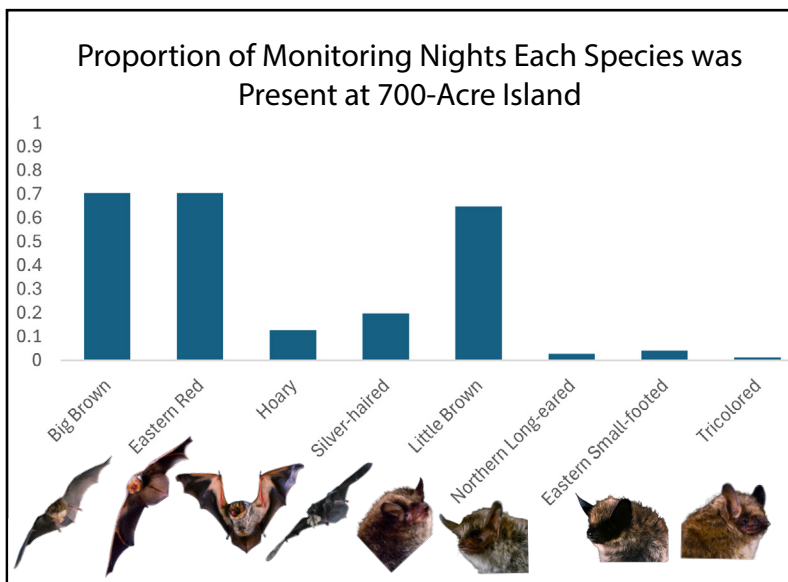 Proportion of Monitoring Nights Each Species was
Present at 700-Acre Island
1
0.9
0.8
0.7
0.6
0.5
0.4
0.3
0.2
0.1
0
Big Brown
Eastern Red
Hoary
Silver-haired
Little Brown
Northern Long-eared
Eastern Small-footed
Tricolored